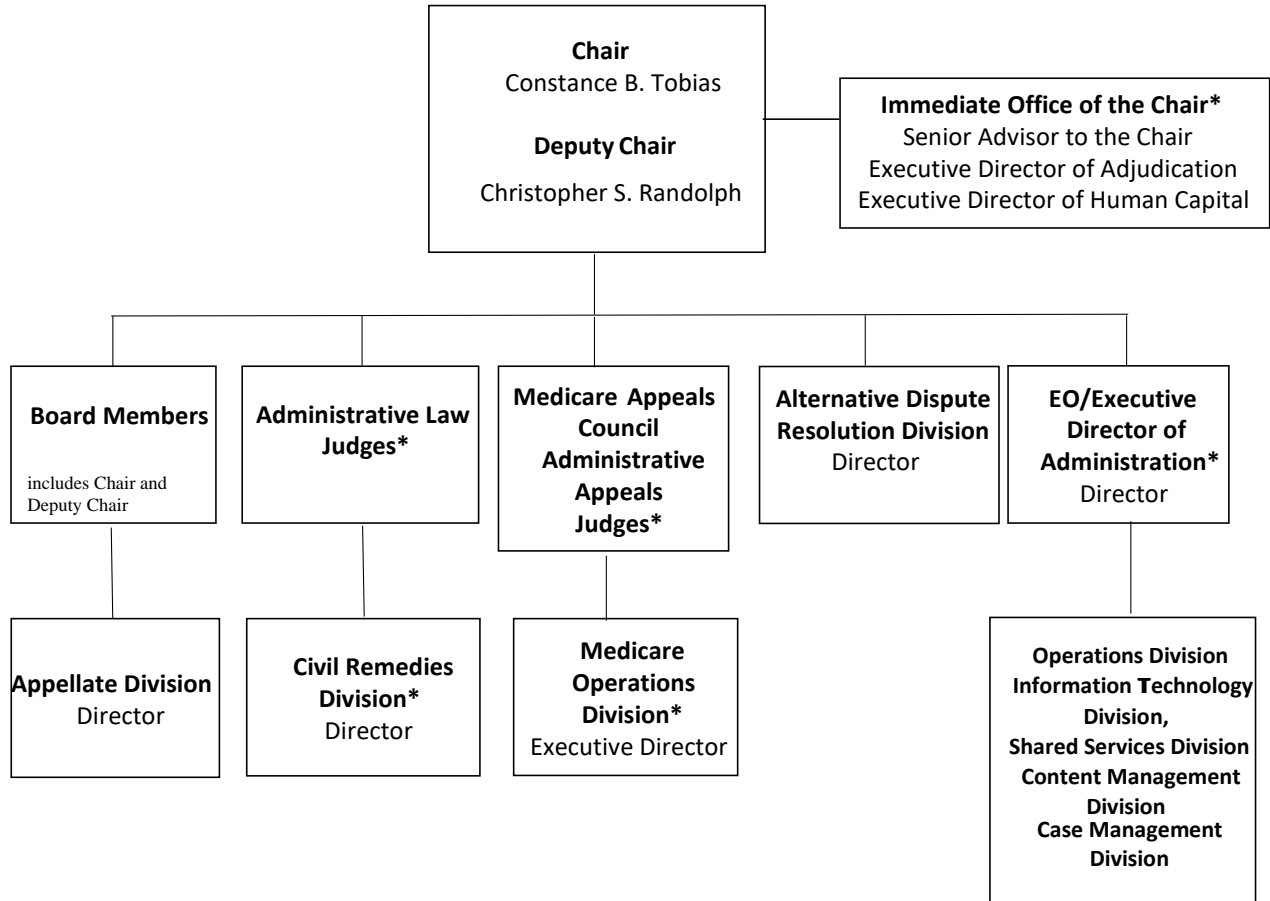 Chair
Constance B. Tobias
Deputy Chair
Christopher S. Randolph
Immediate Office of the Chair*
Senior Advisor to the Chair
Executive Director of Adjudication
Executive Director of Human Capital
Board Members
includes Chair and
Deputy Chair
Administrative Law
Judges*
Medicare Appeals
Council
Administrative
Appeals
Judges*
Alternative Dispute
Resolution Division
Director
EO/Executive
Director of
Administration*
Director
Appellate Division
Director
Civil Remedies
Division*
Director
Medicare
Operations
Division*
Executive Director
Operations Division
Information Technology
Division,
Shared Services Division
Content Management
Division
Case Management
Division